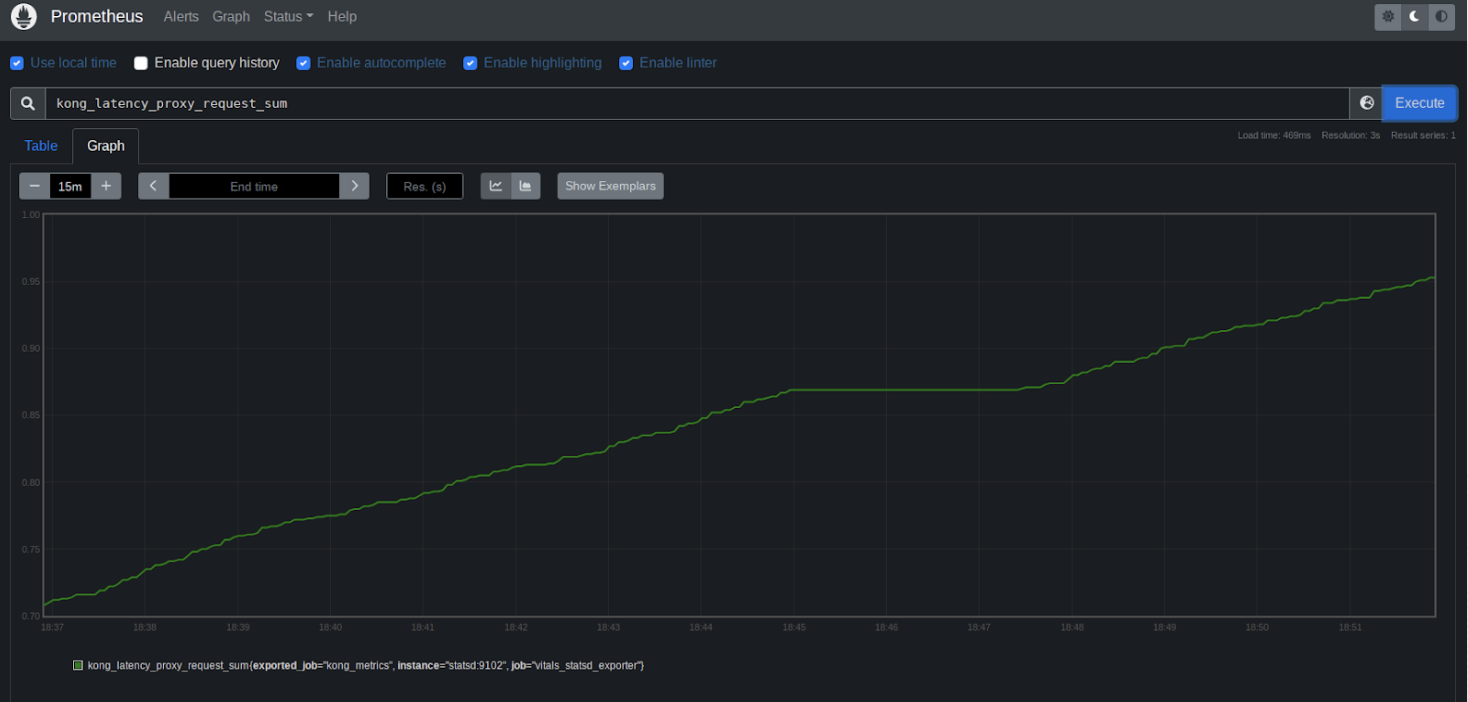 Prometheus Alerts Graph Status Help
Use local time Enable query history Enable autocomplete Enable highlighting Enable linter
kong_latency_proxy_request_sum Execute
Load time: 469ms Resolution: 3s Result series: 1
Table Graph
15m End time Res. (s) Show Exemplars
1.00
0.95
0.90
0.85
0.80
0.75
0.70
18:37 18:38 18:39 18:40 18:41 18:42 18:43 18:44 18:45 18:46 18:47 18:48 18:49 18:50 18:51
kong_latency_proxy_request_sum{exported_job="kong_metrics", instance="statsd:9102", job="vitals_statsd_exporter"}